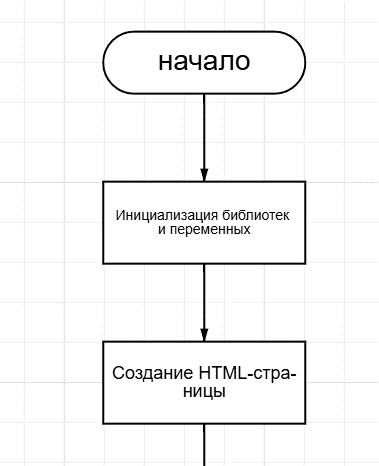 начало
Инициализация библиотек
и переменных
Создание HTML-стра-
ницы